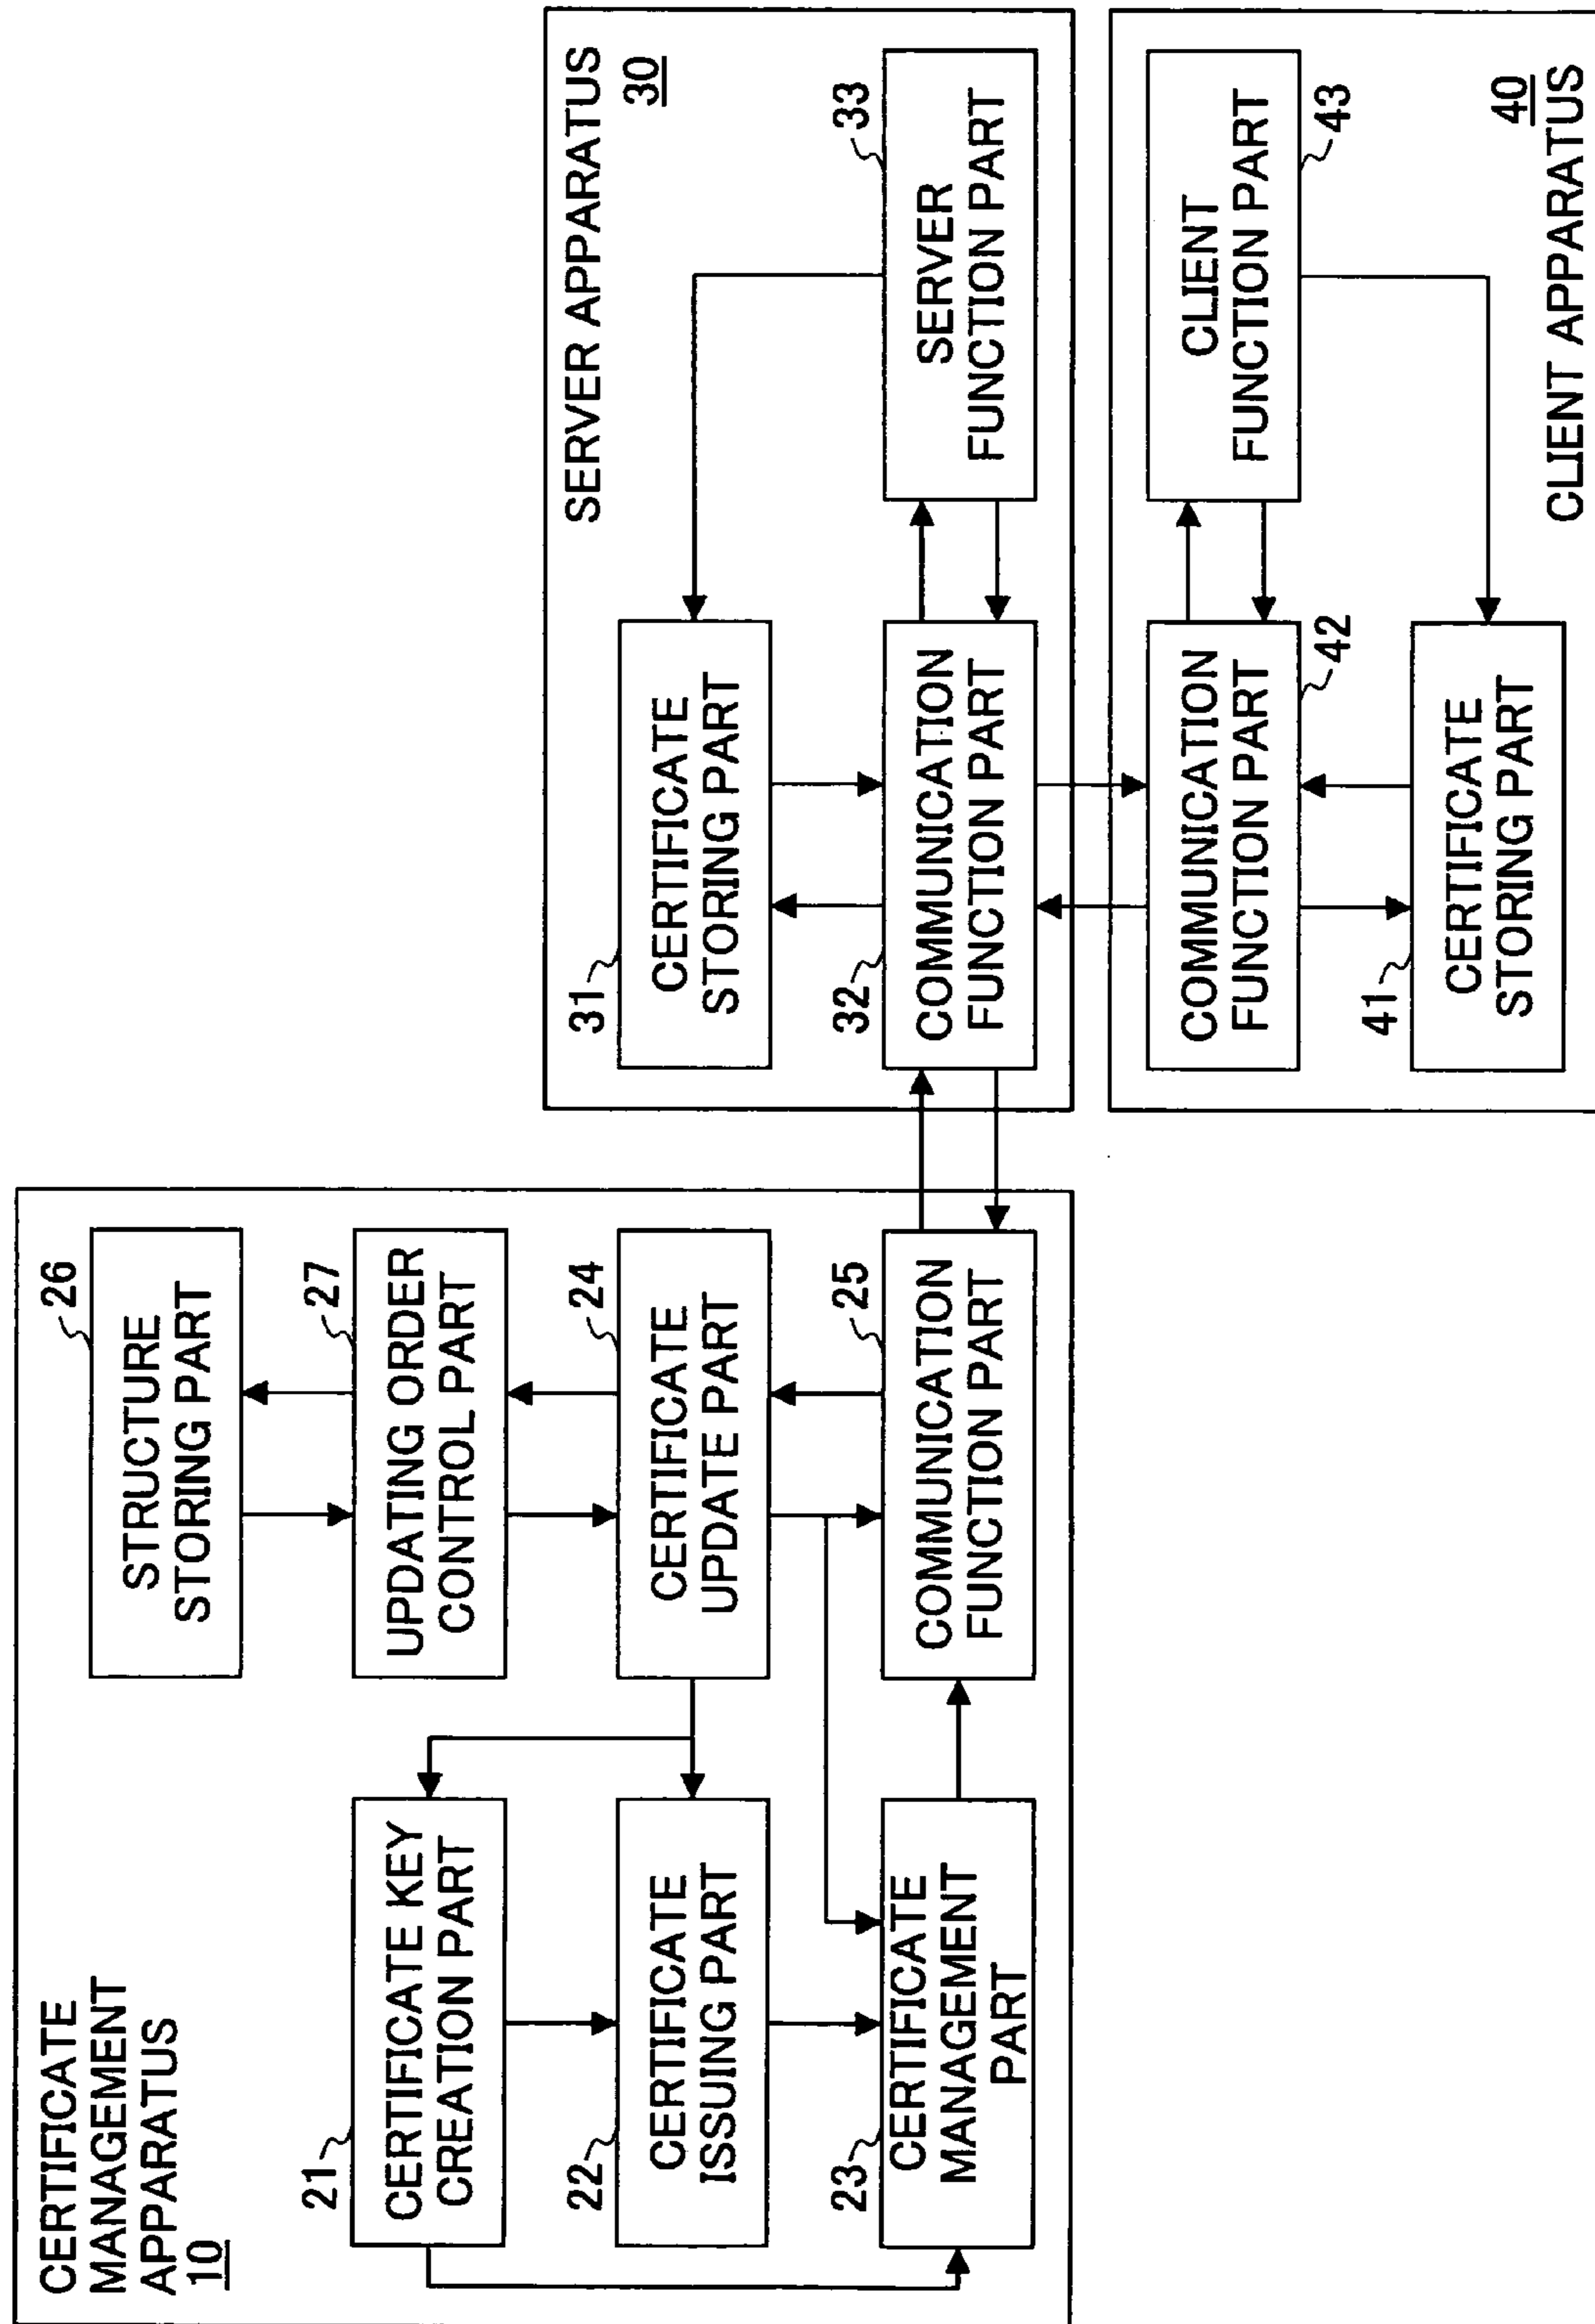 CERTIFICATE
MANAGEMENT
APPARATUS
10
21
CERTIFICATE KEY
CREATION PART
22
CERTIFICATE
ISSUING PART
23
CERTIFICATE
MANAGEMENT
PART
26
STRUCTURE
STORING PART
27
UPDATING ORDER
CONTROL PART
24
CERTIFICATE
UPDATE PART
25
COMMUNICATION
FUNCTION PART
SERVER APPARATUS
30
31
CERTIFICATE
STORING PART
32
COMMUNICATION
FUNCTION PART
33
SERVER
FUNCTION PART
COMMUNICATION
FUNCTION PART
42
CLIENT
FUNCTION PART
43
41
CERTIFICATE
STORING PART
40
CLIENT APPARATUS